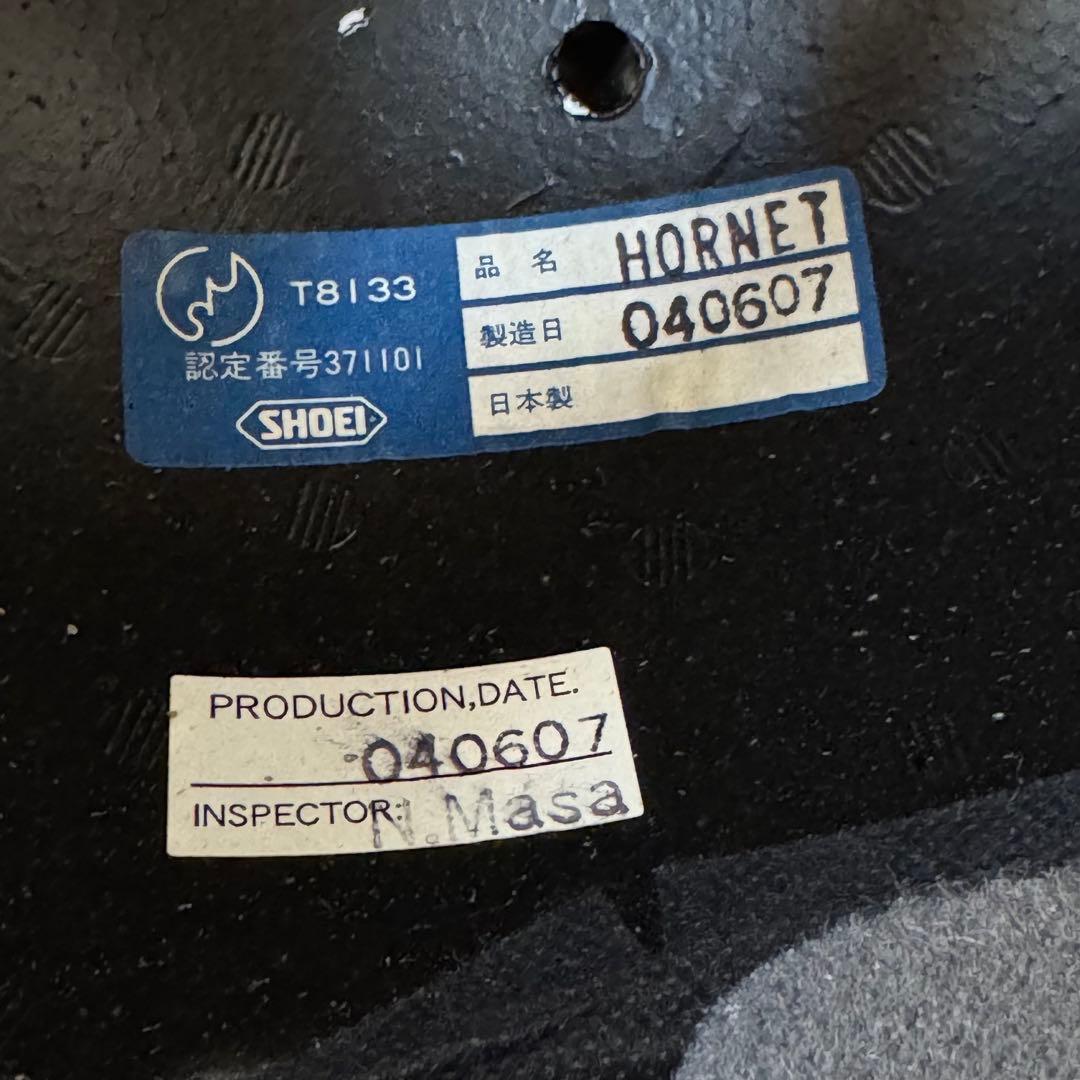 T8133
認定番号371101
SHOEI
品名 HORNET
製造日 040607
日本製
PRODUCTION,DATE.
040607
INSPECTOR: N.Masa